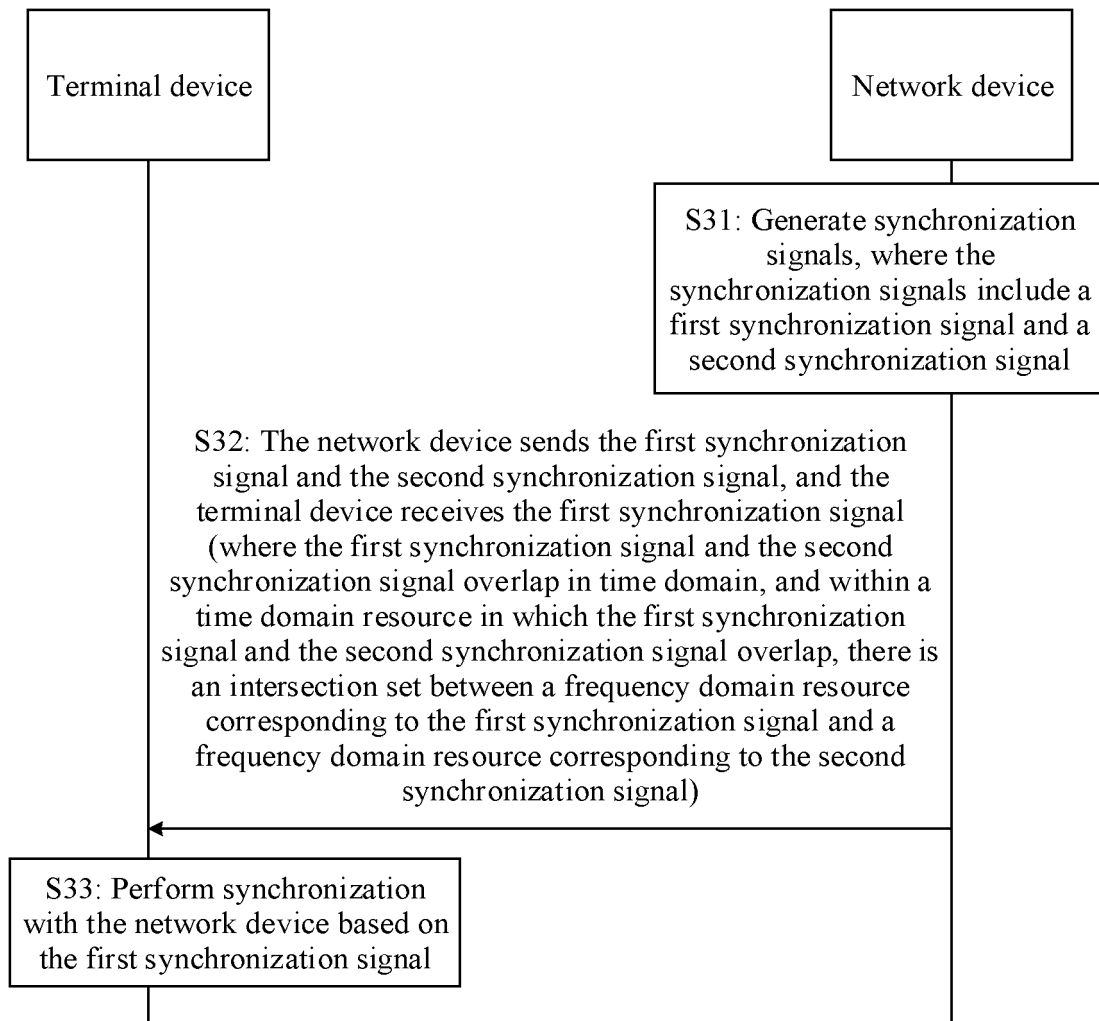 Terminal device
Network device
S31: Generate synchronization
signals, where the
synchronization signals include a
first synchronization signal and a
second synchronization signal
S32: The network device sends the first synchronization
signal and the second synchronization signal, and the
terminal device receives the first synchronization signal
(where the first synchronization signal and the second
synchronization signal overlap in time domain, and within a
time domain resource in which the first synchronization
signal and the second synchronization signal overlap, there is
an intersection set between a frequency domain resource
corresponding to the first synchronization signal and a
frequency domain resource corresponding to the second
synchronization signal)
S33: Perform synchronization
with the network device based on
the first synchronization signal